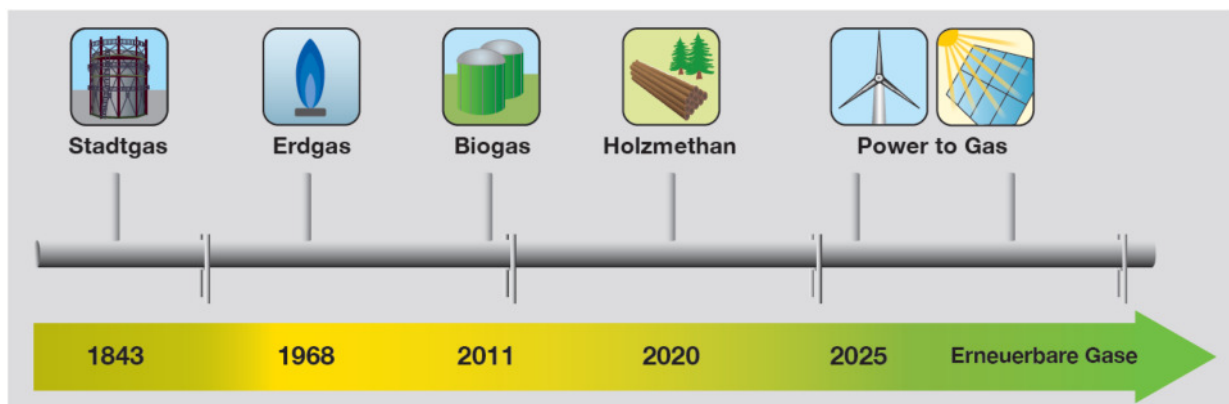 Stadtgas
Erdgas
Biogas
Holzmethan
Power to Gas
1843
1968
2011
2020
2025
Erneuerbare Gase